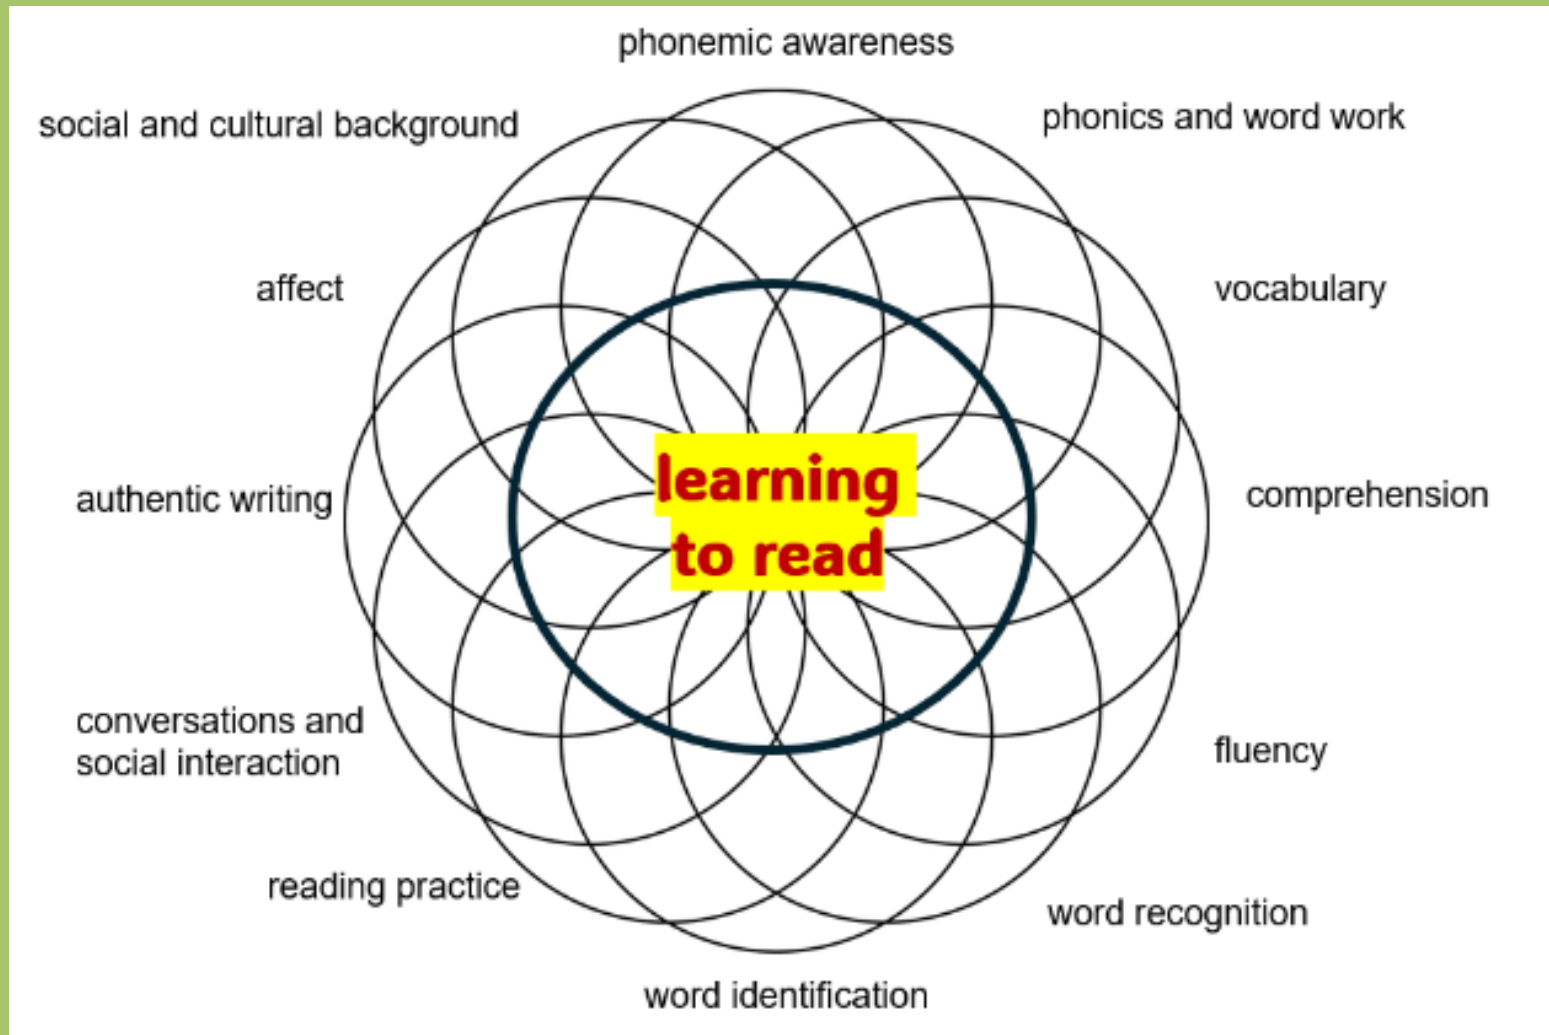 phonemic awareness
social and cultural background
phonics and word work
affect
vocabulary
learning
to read
authentic writing
comprehension
conversations and
social interaction
fluency
reading practice
word recognition
word identification